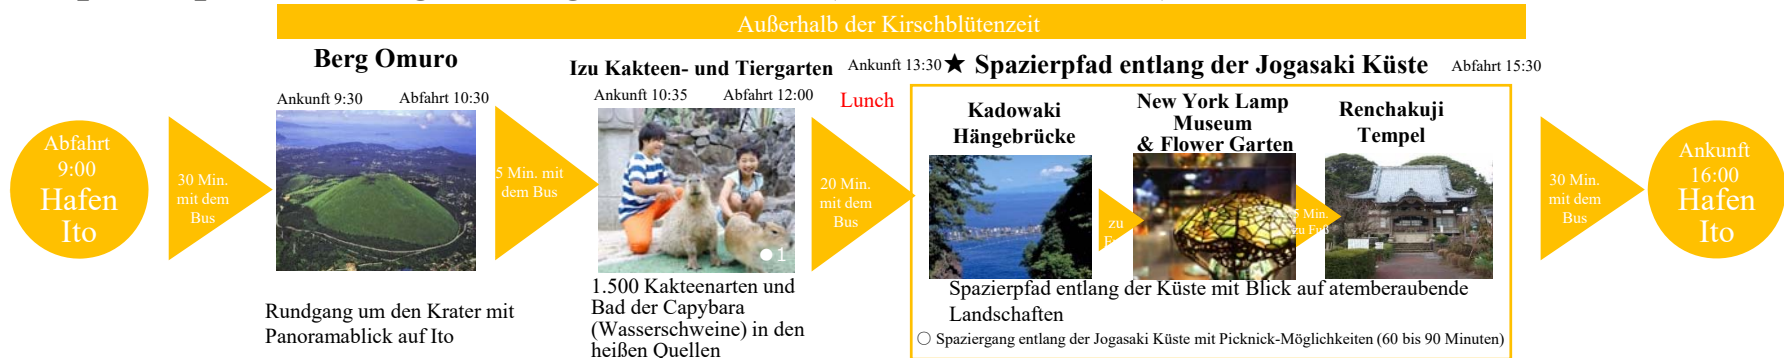 Außerhalb der Kirschblütenzeit
Abfahrt
9:00
Hafen
Ito
30 Min.
mit dem
Bus
Berg Omuro
Ankunft 9:30 Abfahrt 10:30
Rundgang um den Krater mit
Panoramablick auf Ito
5 Min. mit
dem Bus
Izu Kakteen- und Tiergarten
Ankunft 10:35 Abfahrt 12:00
●1
1.500 Kakteenarten und
Bad der Capybara
(Wasserschweine) in den
heißen Quellen
Lunch
20 Min.
mit dem
Bus
Ankunft 13:30 ★ Spazierpfad entlang der Jogasaki Küste Abfahrt 15:30
Kadowaki
Hängebrücke
zu
New York Lamp
Museum
& Flower Garten
5 Min.
zu Fuß
Renchakuji
Tempel
Spazierpfad entlang der Küste mit Blick auf atemberaubende
Landschaften
○ Spaziergang entlang der Jogasaki Küste mit Picknick-Möglichkeiten (60 bis 90 Minuten)
30 Min.
mit dem
Bus
Ankunft
16:00
Hafen
Ito